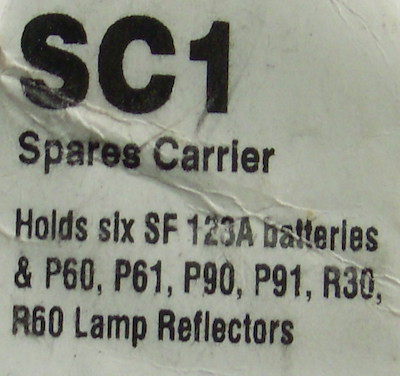 SC1
Spares Carrier
Holds six SF 123A batteries
& P60, P61, P90, P91, R30,
R60 Lamp Reflectors